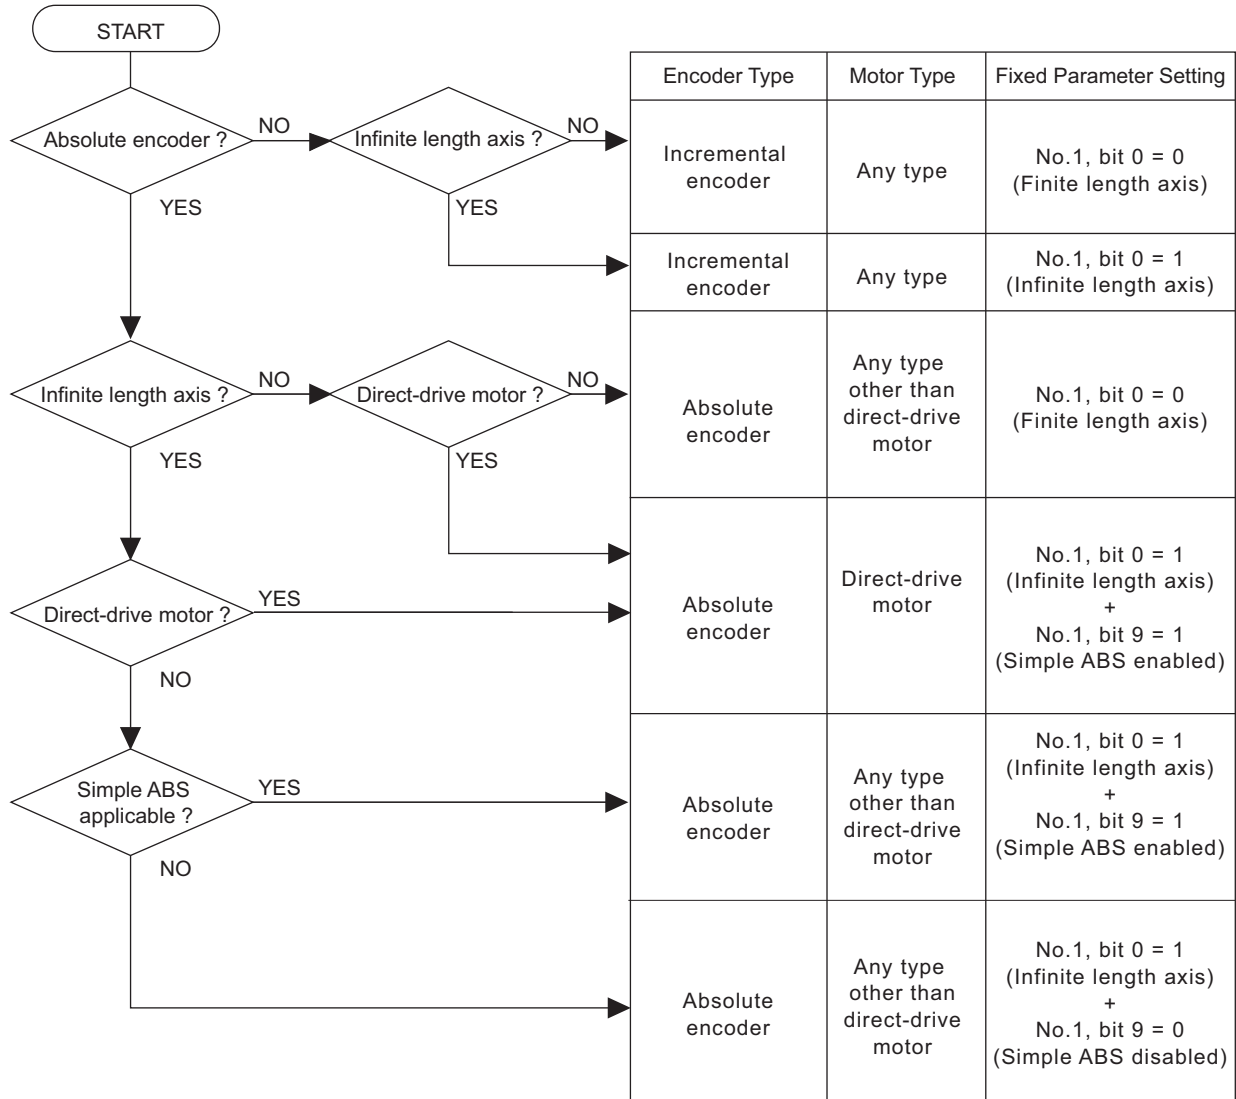 START
Absolute encoder ?
NO
YES
Infinite length axis ?
NO
YES
Infinite length axis ?
NO
YES
Direct-drive motor ?
NO
YES
Direct-drive motor ?
YES
NO
Simple ABS
applicable ?
YES
NO
Encoder Type
Motor Type
Fixed Parameter Setting
Incremental
encoder
Any type
No.1, bit 0 = 0
(Finite length axis)
Incremental
encoder
Any type
No.1, bit 0 = 1
(Infinite length axis)
Absolute
encoder
Any type
other than
direct-drive
motor
No.1, bit 0 = 0
(Finite length axis)
Absolute
encoder
Direct-drive
motor
No.1, bit 0 = 1
(Infinite length axis)
+
No.1, bit 9 = 1
(Simple ABS enabled)
Absolute
encoder
Any type
other than
direct-drive
motor
No.1, bit 0 = 1
(Infinite length axis)
+
No.1, bit 9 = 1
(Simple ABS enabled)
Absolute
encoder
Any type
other than
direct-drive
motor
No.1, bit 0 = 1
(Infinite length axis)
+
No.1, bit 9 = 0
(Simple ABS disabled)